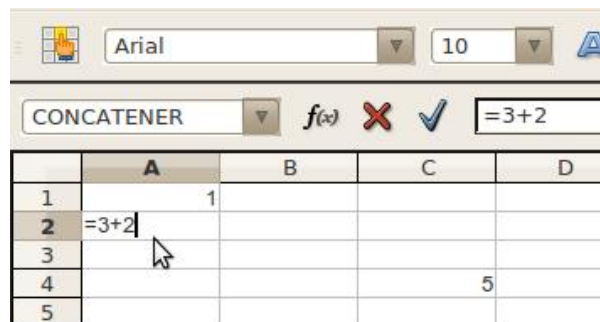 Arial 10 A
CONCATENER f(x) =3+2
A B C D
1 1
2 =3+2
3
4 5
5